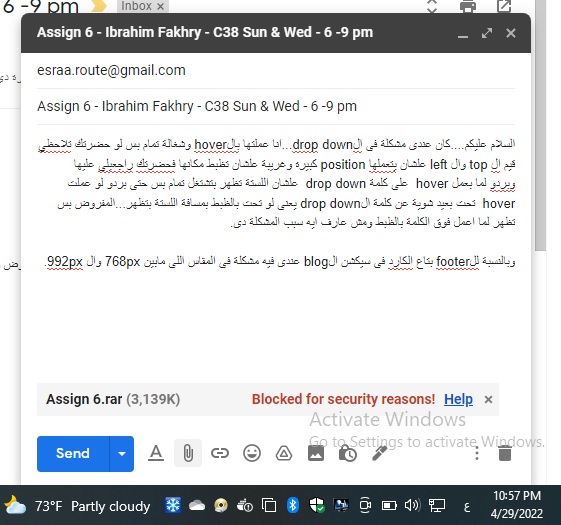 6 -9 pm
Inbox ×
Assign 6 - Ibrahim Fakhry - C38 Sun & Wed - 6 -9 pm
esraa.route@gmail.com
Assign 6 - Ibrahim Fakhry - C38 Sun & Wed - 6 -9 pm
السلام عليكم....كان عندى مشكلة فى الdrop down...انا عملتها بالhover وشغالة تمام بس لو حضرتك تلاحظي
قيم ال top وال left علشان يتعملها position كبيرة وغريبة علشان تظبط مكانها فحضرتك راجعيلي عليها
وبردو لما بعمل hover على كلمة drop down علشان اللستة تظهر بتشتغل تمام بس حتى بردو لو عملت
hover تحت بعيد شوية عن كلمة الdrop down يعنى لو تحت بالظبط بمسافة اللستة بتظهر...المفروض بس
تظهر لما اعمل فوق الكلمة بالظبط ومش عارف ايه سبب المشكلة دى.
وبالنسبة للfooter بتاع الكارد فى سيكشن الblog عندى فيه مشكلة فى المقاس اللى مابين 768px وال 992px.
Assign 6.rar (3,139K) Blocked for security reasons! Help ×
Activate Windows
Go to Settings to activate Windows.
Send
73°F Partly cloudy
ع
10:57 PM
4/29/2022